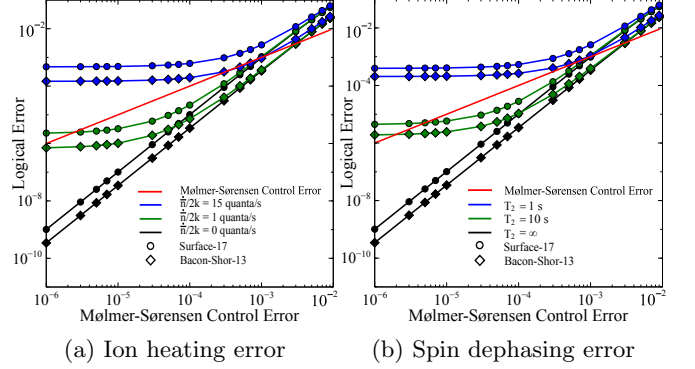 10⁻²
10⁻⁸
10⁻¹⁰
Logical Error
Mølmer-Sørensen Control Error
n̄̇/2k = 15 quanta/s
n̄̇/2k = 1 quanta/s
n̄̇/2k = 0 quanta/s
Surface-17
Bacon-Shor-13
10⁻⁶ 10⁻⁵ 10⁻⁴ 10⁻³ 10⁻²
Mølmer-Sørensen Control Error
(a) Ion heating error
10⁻²
10⁻⁸
10⁻¹⁰
Logical Error
Mølmer-Sørensen Control Error
T₂ = 1 s
T₂ = 10 s
T₂ = ∞
Surface-17
Bacon-Shor-13
10⁻⁶ 10⁻⁵ 10⁻⁴ 10⁻³ 10⁻²
Mølmer-Sørensen Control Error
(b) Spin dephasing error